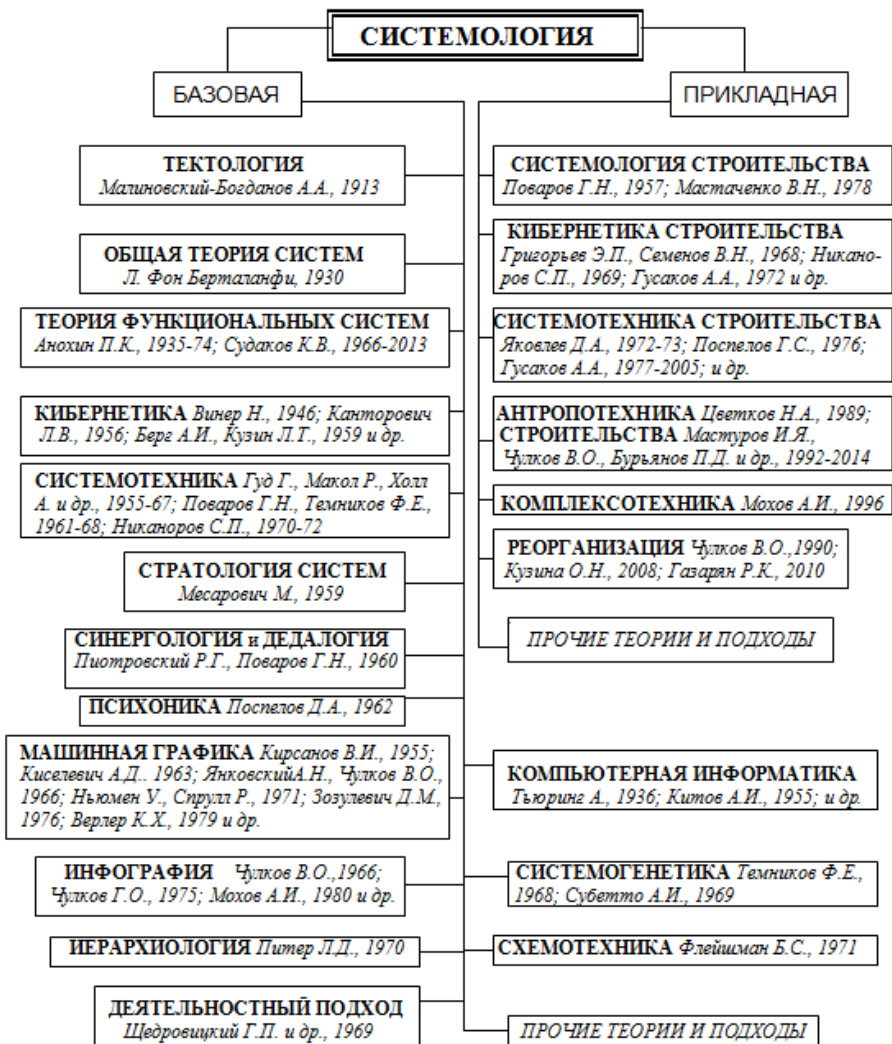 СИСТЕМОЛОГИЯ
БАЗОВАЯ
ПРИКЛАДНАЯ
ТЕКТОЛОГИЯ
Малиновский-Богданов А.А., 1913
ОБЩАЯ ТЕОРИЯ СИСТЕМ
Л. Фон Берталанфи, 1930
ТЕОРИЯ ФУНКЦИОНАЛЬНЫХ СИСТЕМ
Анохин П.К., 1935-74; Судаков К.В., 1966-2013
КИБЕРНЕТИКА Винер Н., 1946; Канторович
Л.В., 1956; Берг А.И., Кузин Л.Т., 1959 и др.
СИСТЕМОТЕХНИКА Гуд Г., Макол Р., Холл
А. и др., 1955-67; Поваров Г.Н., Темников Ф.Е.,
1961-68; Никаноров С.П., 1970-72
СТРАТОЛОГИЯ СИСТЕМ
Месарович М., 1959
СИНЕРГОЛОГИЯ и ДЕДАЛОГИЯ
Пиотровский Р.Г., Поваров Г.Н., 1960
ПСИХОНИКА Поспелов Д.А., 1962
МАШИННАЯ ГРАФИКА Кирсанов В.И., 1955;
Киселевич А.Д.. 1963; ЯнковскийА.Н., Чулков В.О.,
1966; Ньюмен У., Спрулл Р., 1971; Зозулевич Д.М.,
1976; Верлер К.Х., 1979 и др.
ИНФОГРАФИЯ Чулков В.О.,1966;
Чулков Г.О., 1975; Мохов А.И., 1980 и др.
ИЕРАРХИОЛОГИЯ Питер Л.Д., 1970
ДЕЯТЕЛЬНОСТНЫЙ ПОДХОД
Щедровицкий Г.П. и др., 1969
СИСТЕМОЛОГИЯ СТРОИТЕЛЬСТВА
Поваров Г.Н., 1957; Мастаченко В.Н., 1978
КИБЕРНЕТИКА СТРОИТЕЛЬСТВА
Григорьев Э.П., Семенов В.Н., 1968; Никано-
ров С.П., 1969; Гусаков А.А., 1972 и др.
СИСТЕМОТЕХНИКА СТРОИТЕЛЬСТВА
Яковлев Д.А., 1972-73; Поспелов Г.С., 1976;
Гусаков А.А., 1977-2005; и др.
АНТРОПОТЕХНИКА Цветков Н.А., 1989;
СТРОИТЕЛЬСТВА Мастуров И.Я.,
Чулков В.О., Бурьянов П.Д. и др., 1992-2014
КОМПЛЕКСОТЕХНИКА Мохов А.И., 1996
РЕОРГАНИЗАЦИЯ Чулков В.О.,1990;
Кузина О.Н., 2008; Газарян Р.К., 2010
ПРОЧИЕ ТЕОРИИ И ПОДХОДЫ
КОМПЬЮТЕРНАЯ ИНФОРМАТИКА
Тьюринг А., 1936; Китов А.И., 1955; и др.
СИСТЕМОГЕНЕТИКА Темников Ф.Е.,
1968; Субетто А.И., 1969
СХЕМОТЕХНИКА Флейшман Б.С., 1971
ПРОЧИЕ ТЕОРИИ И ПОДХОДЫ